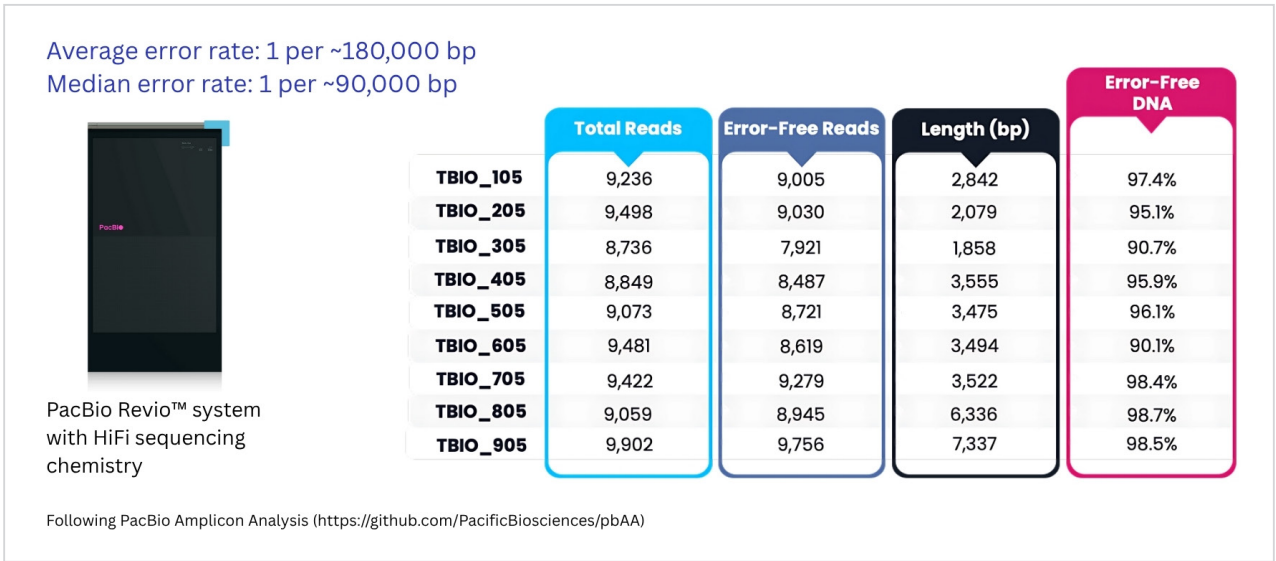 Average error rate: 1 per ~180,000 bp
Median error rate: 1 per ~90,000 bp
PacBio
PacBio Revio™ system
with HiFi sequencing
chemistry
Total Reads Error-Free Reads Length (bp) Error-Free
DNA
TBIO_105 9,236 9,005 2,842 97.4%
TBIO_205 9,498 9,030 2,079 95.1%
TBIO_305 8,736 7,921 1,858 90.7%
TBIO_405 8,849 8,487 3,555 95.9%
TBIO_505 9,073 8,721 3,475 96.1%
TBIO_605 9,481 8,619 3,494 90.1%
TBIO_705 9,422 9,279 3,522 98.4%
TBIO_805 9,059 8,945 6,336 98.7%
TBIO_905 9,902 9,756 7,337 98.5%
Following PacBio Amplicon Analysis (https://github.com/PacificBiosciences/pbAA)